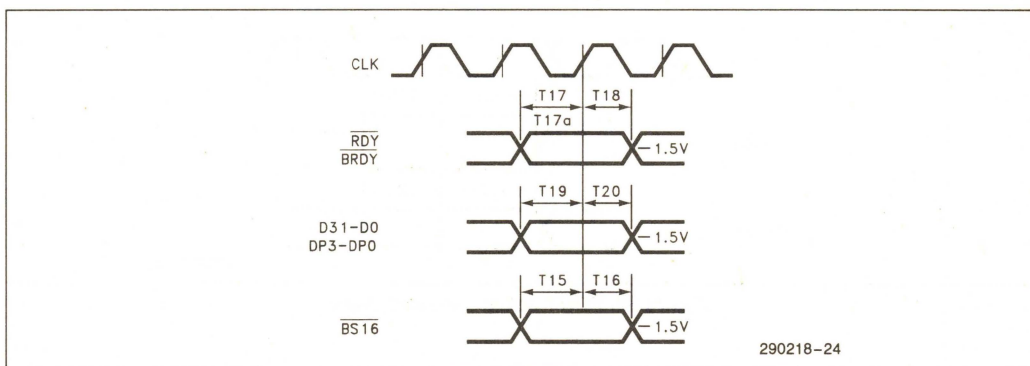 CLK
T17 T18
T17a
RDY
BRDY
1.5V
T19 T20
D31-D0
DP3-DP0
1.5V
T15 T16
BS16
1.5V
290218-24